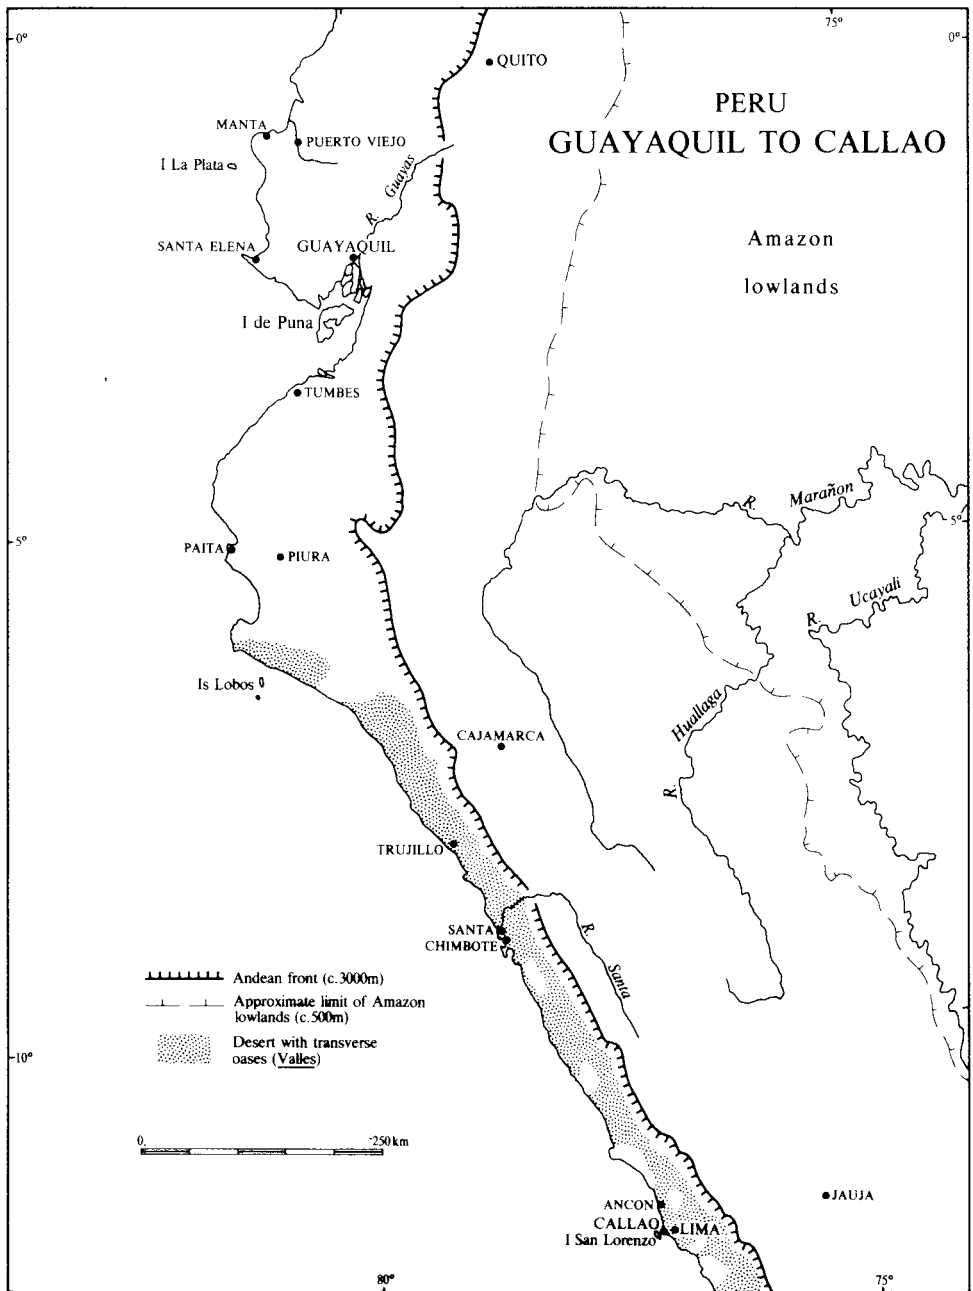 75°
0°
0°
QUITO
PERU
GUAYAQUIL TO CALLAO
MANTA
PUERTO VIEJO
I La Plata
R. Guayas
Amazon
lowlands
SANTA ELENA
GUAYAQUIL
I de Puna
TUMBES
R. Marañon
5°
5°
PAITA
PIURA
R. Ucayali
Is Lobos
R. Huallaga
CAJAMARCA
TRUJILLO
SANTA
CHIMBOTE
R. Santa
Andean front (c.3000m)
Approximate limit of Amazon
lowlands (c.500m)
Desert with transverse
oases (Valles)
10°
0
250 km
JAUJA
ANCON
CALLAO
LIMA
I San Lorenzo
80°
75°